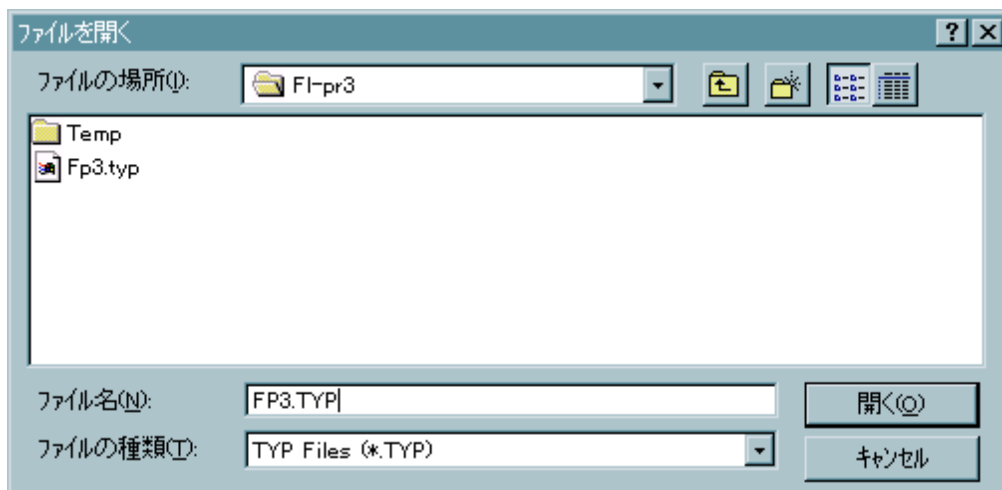 ファイルを開く
ファイルの場所(I):
Fl-pr3
Temp
Fp3.typ
ファイル名(N):
FP3.TYP
開く(O)
ファイルの種類(T):
TYP Files (*.TYP)
キャンセル